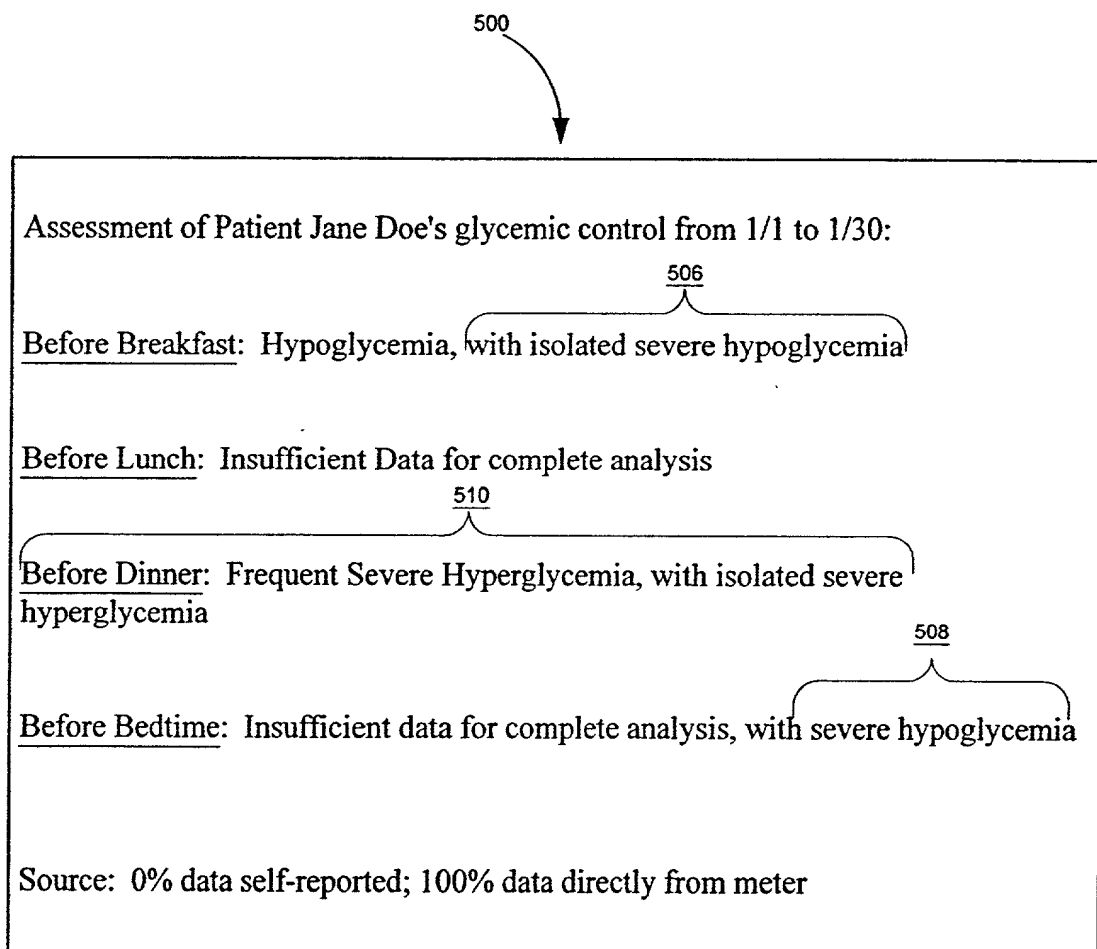 500
Assessment of Patient Jane Doe's glycemic control from 1/1 to 1/30:
506
Before Breakfast: Hypoglycemia, with isolated severe hypoglycemia
Before Lunch: Insufficient Data for complete analysis
510
Before Dinner: Frequent Severe Hyperglycemia, with isolated severe
hyperglycemia
508
Before Bedtime: Insufficient data for complete analysis, with severe hypoglycemia
Source: 0% data self-reported; 100% data directly from meter